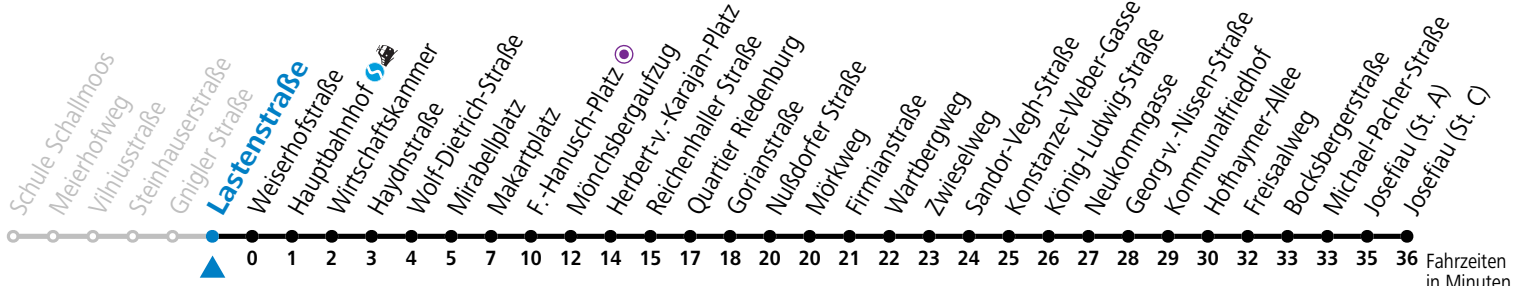 Schule Schallmoos
Meierhofweg
Vilniusstraße
Steinhauserstraße
Gnigler Straße
Lastenstraße
Weiserhofstraße
Hauptbahnhof
Wirtschaftskammer
Haydnstraße
Wolf-Dietrich-Straße
Mirabellplatz
Makartplatz
F.-Hanusch-Platz
Mönchsbergaufzug
Herbert-v.-Karajan-Platz
Reichenhaller Straße
Quartier Riedenburg
Gorianstraße
Nußdorfer Straße
Mörkweg
Firmianstraße
Wartbergweg
Zwieselweg
Sandor-Vegh-Straße
Konstanze-Weber-Gasse
König-Ludwig-Straße
Neukommgasse
Georg-v.-Nissen-Straße
Kommunalfriedhof
Hofhaymer-Allee
Freisaalweg
Bocksbergerstraße
Michael-Pacher-Straße
Josefiau (St. A)
Josefiau (St. C)
0 1 2 3 4 5 7 10 12 14 15 17 18 20 20 21 22 23 24 25 26 27 28 29 30 32 33 33 35 36
Fahrzeiten
in Minuten